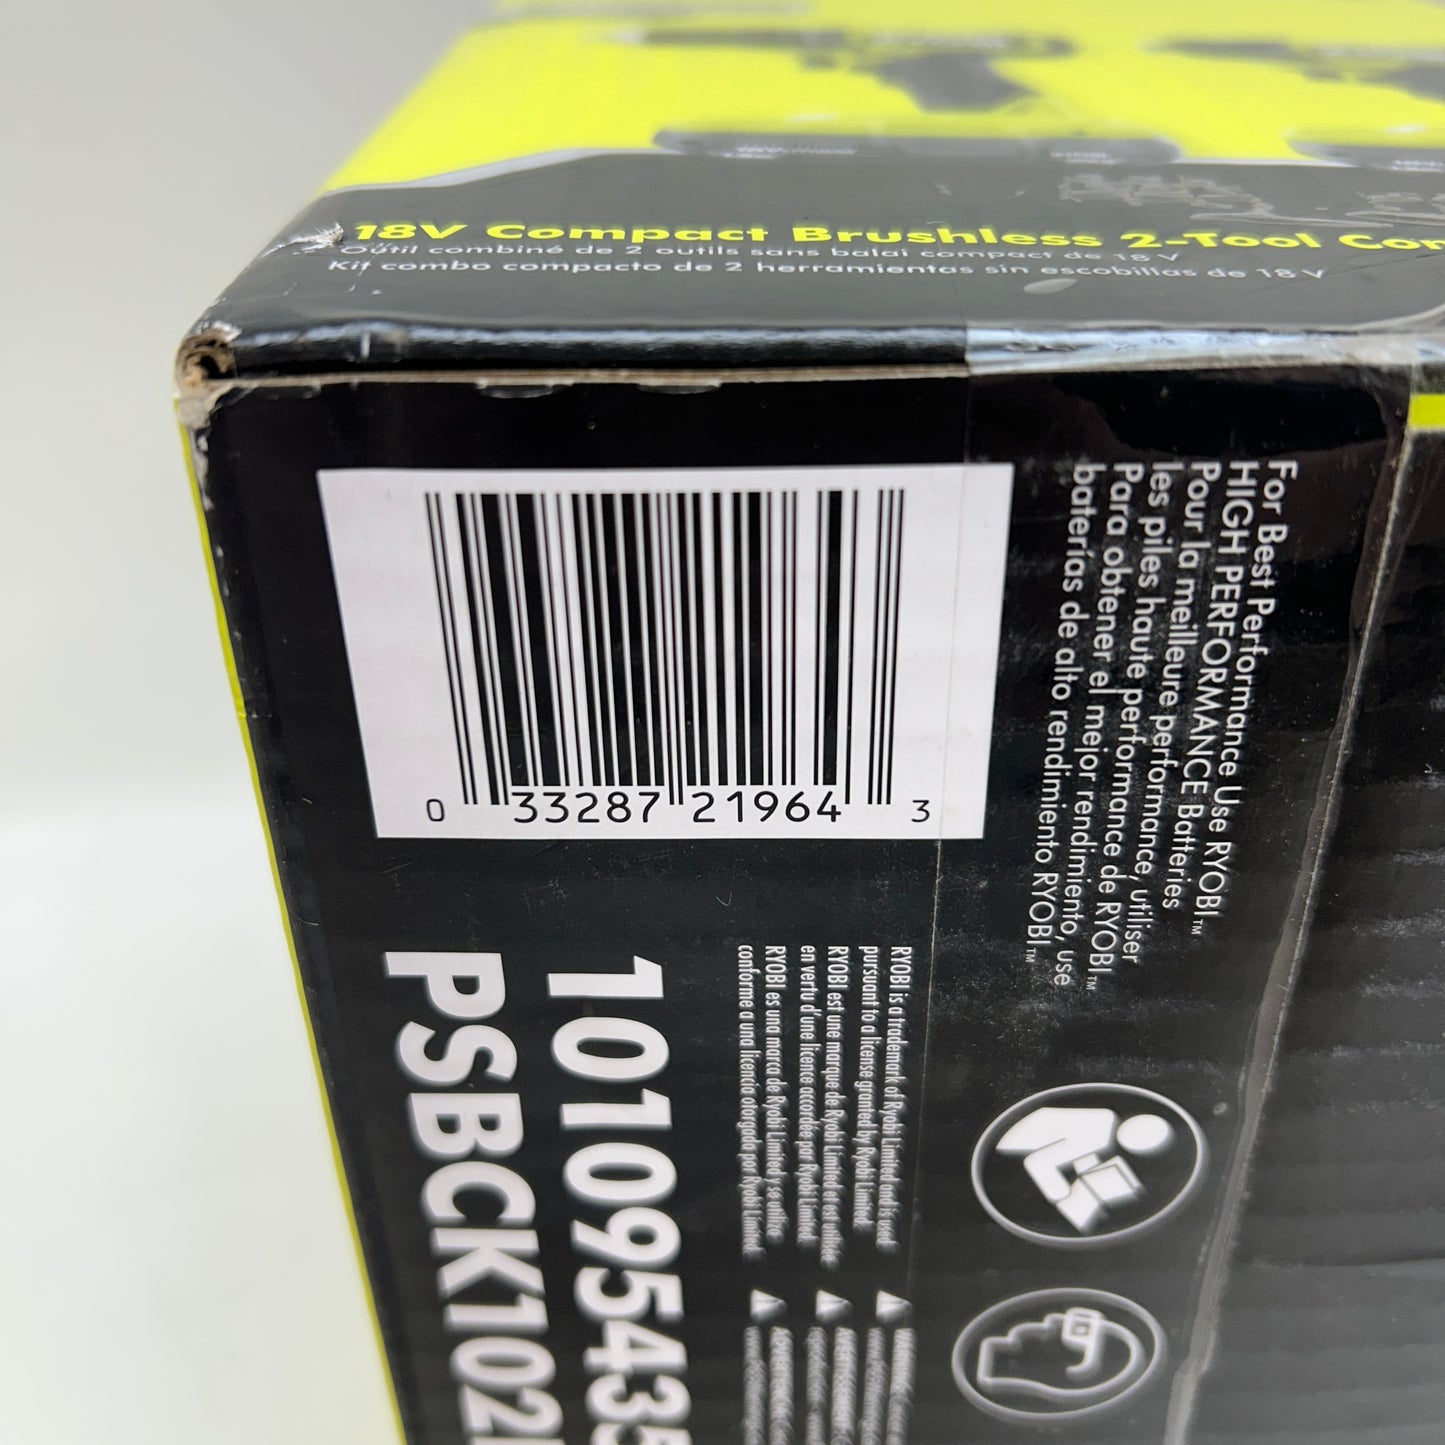 18V Compact Brushless 2-Tool
Outil combiné de 2 outils sans balai compact de 18 V
Kit combo compacto de 2 herramientas sin escobillas de 18 V
0 33287 21964 3
For Best Performance Use RYOBI™
HIGH PERFORMANCE Batteries
Pour la meilleure performance, utiliser
les piles haute performance de RYOBI™
Para obtener el mejor rendimiento, use
baterías de alto rendimiento RYOBI™
RYOBI is a trademark of Ryobi Limited and is used
pursuant to a license granted by Ryobi Limited.
RYOBI est une marque de Ryobi Limited et est utilisée
en vertu d'une licence accordée par Ryobi Limited.
RYOBI es una marca de Ryobi Limited y se utiliza
conforme a una licencia otorgada por Ryobi Limited.
101095435
PSBCK102